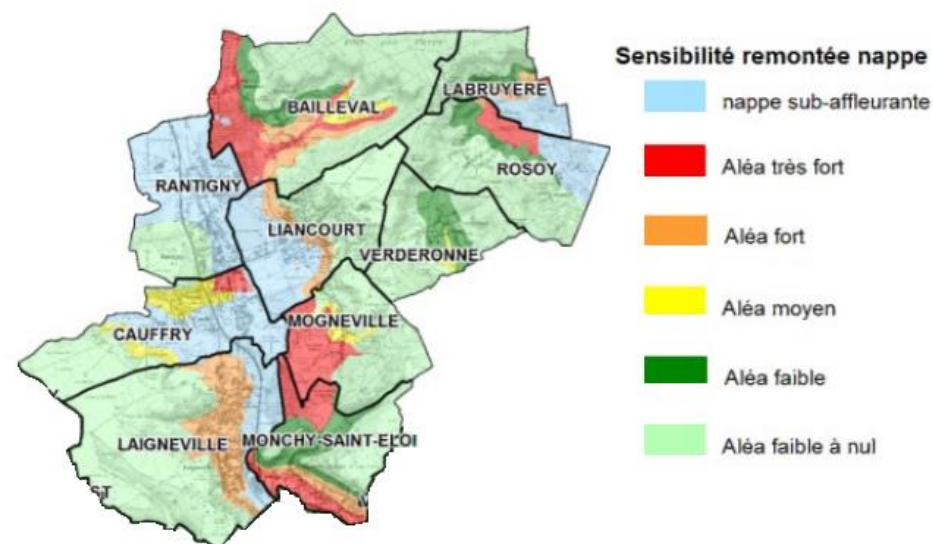 Sensibilité remontée nappe
nappe sub-affleurante
Aléa très fort
Aléa fort
Aléa moyen
Aléa faible
Aléa faible à nul
LABRUYERE
BAILLEVAL
ROSOY
RANTIGNY
LIANCOURT
VERDERONNE
MOGNEVILLE
CAUFFRY
LAIGNEVILLE
MONCHY-SAINT-ELOI
ST